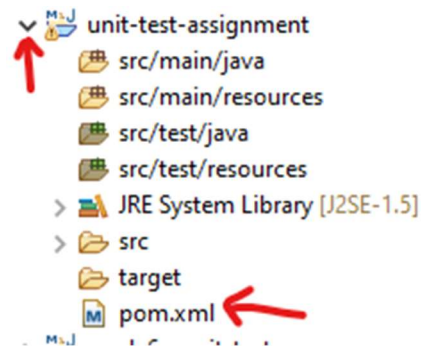 unit-test-assignment
src/main/java
src/main/resources
src/test/java
src/test/resources
JRE System Library [J2SE-1.5]
src
target
pom.xml